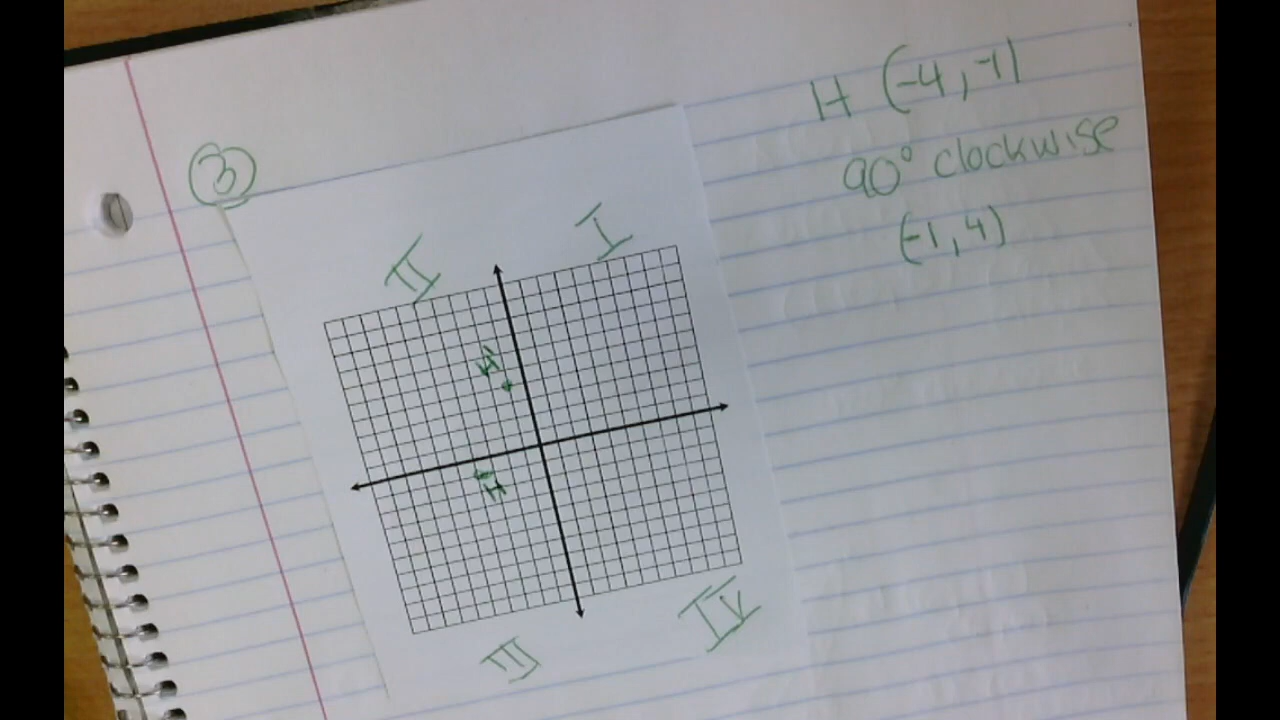 3
H (-4, -1)
90° clockwise
(-1, 4)
II
I
H'
H
III
IV